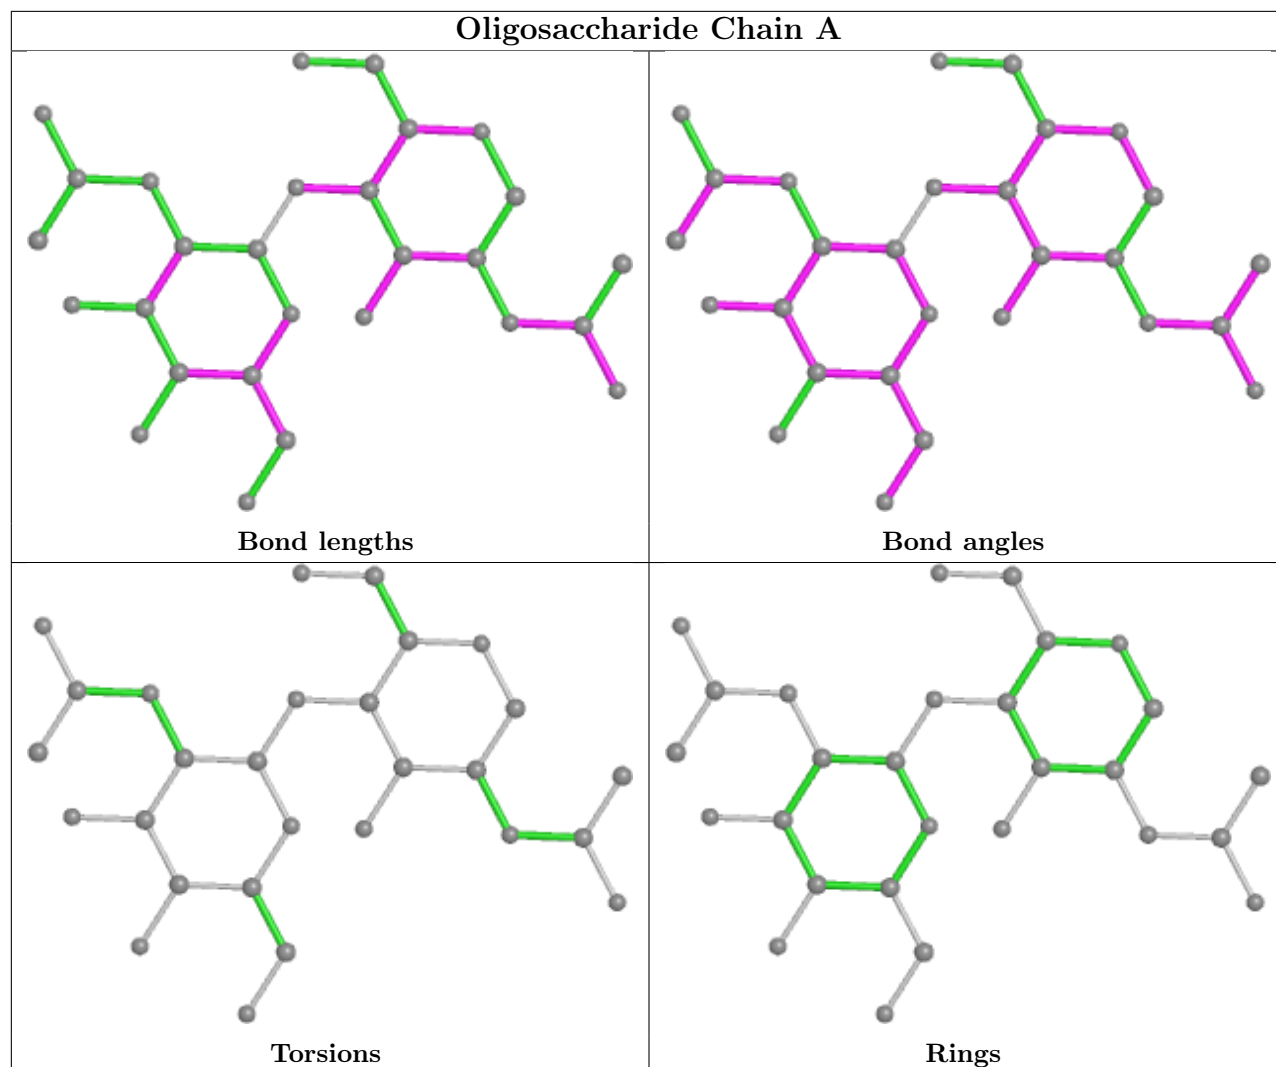 Oligosaccharide Chain A
Bond lengths
Bond angles
Torsions
Rings